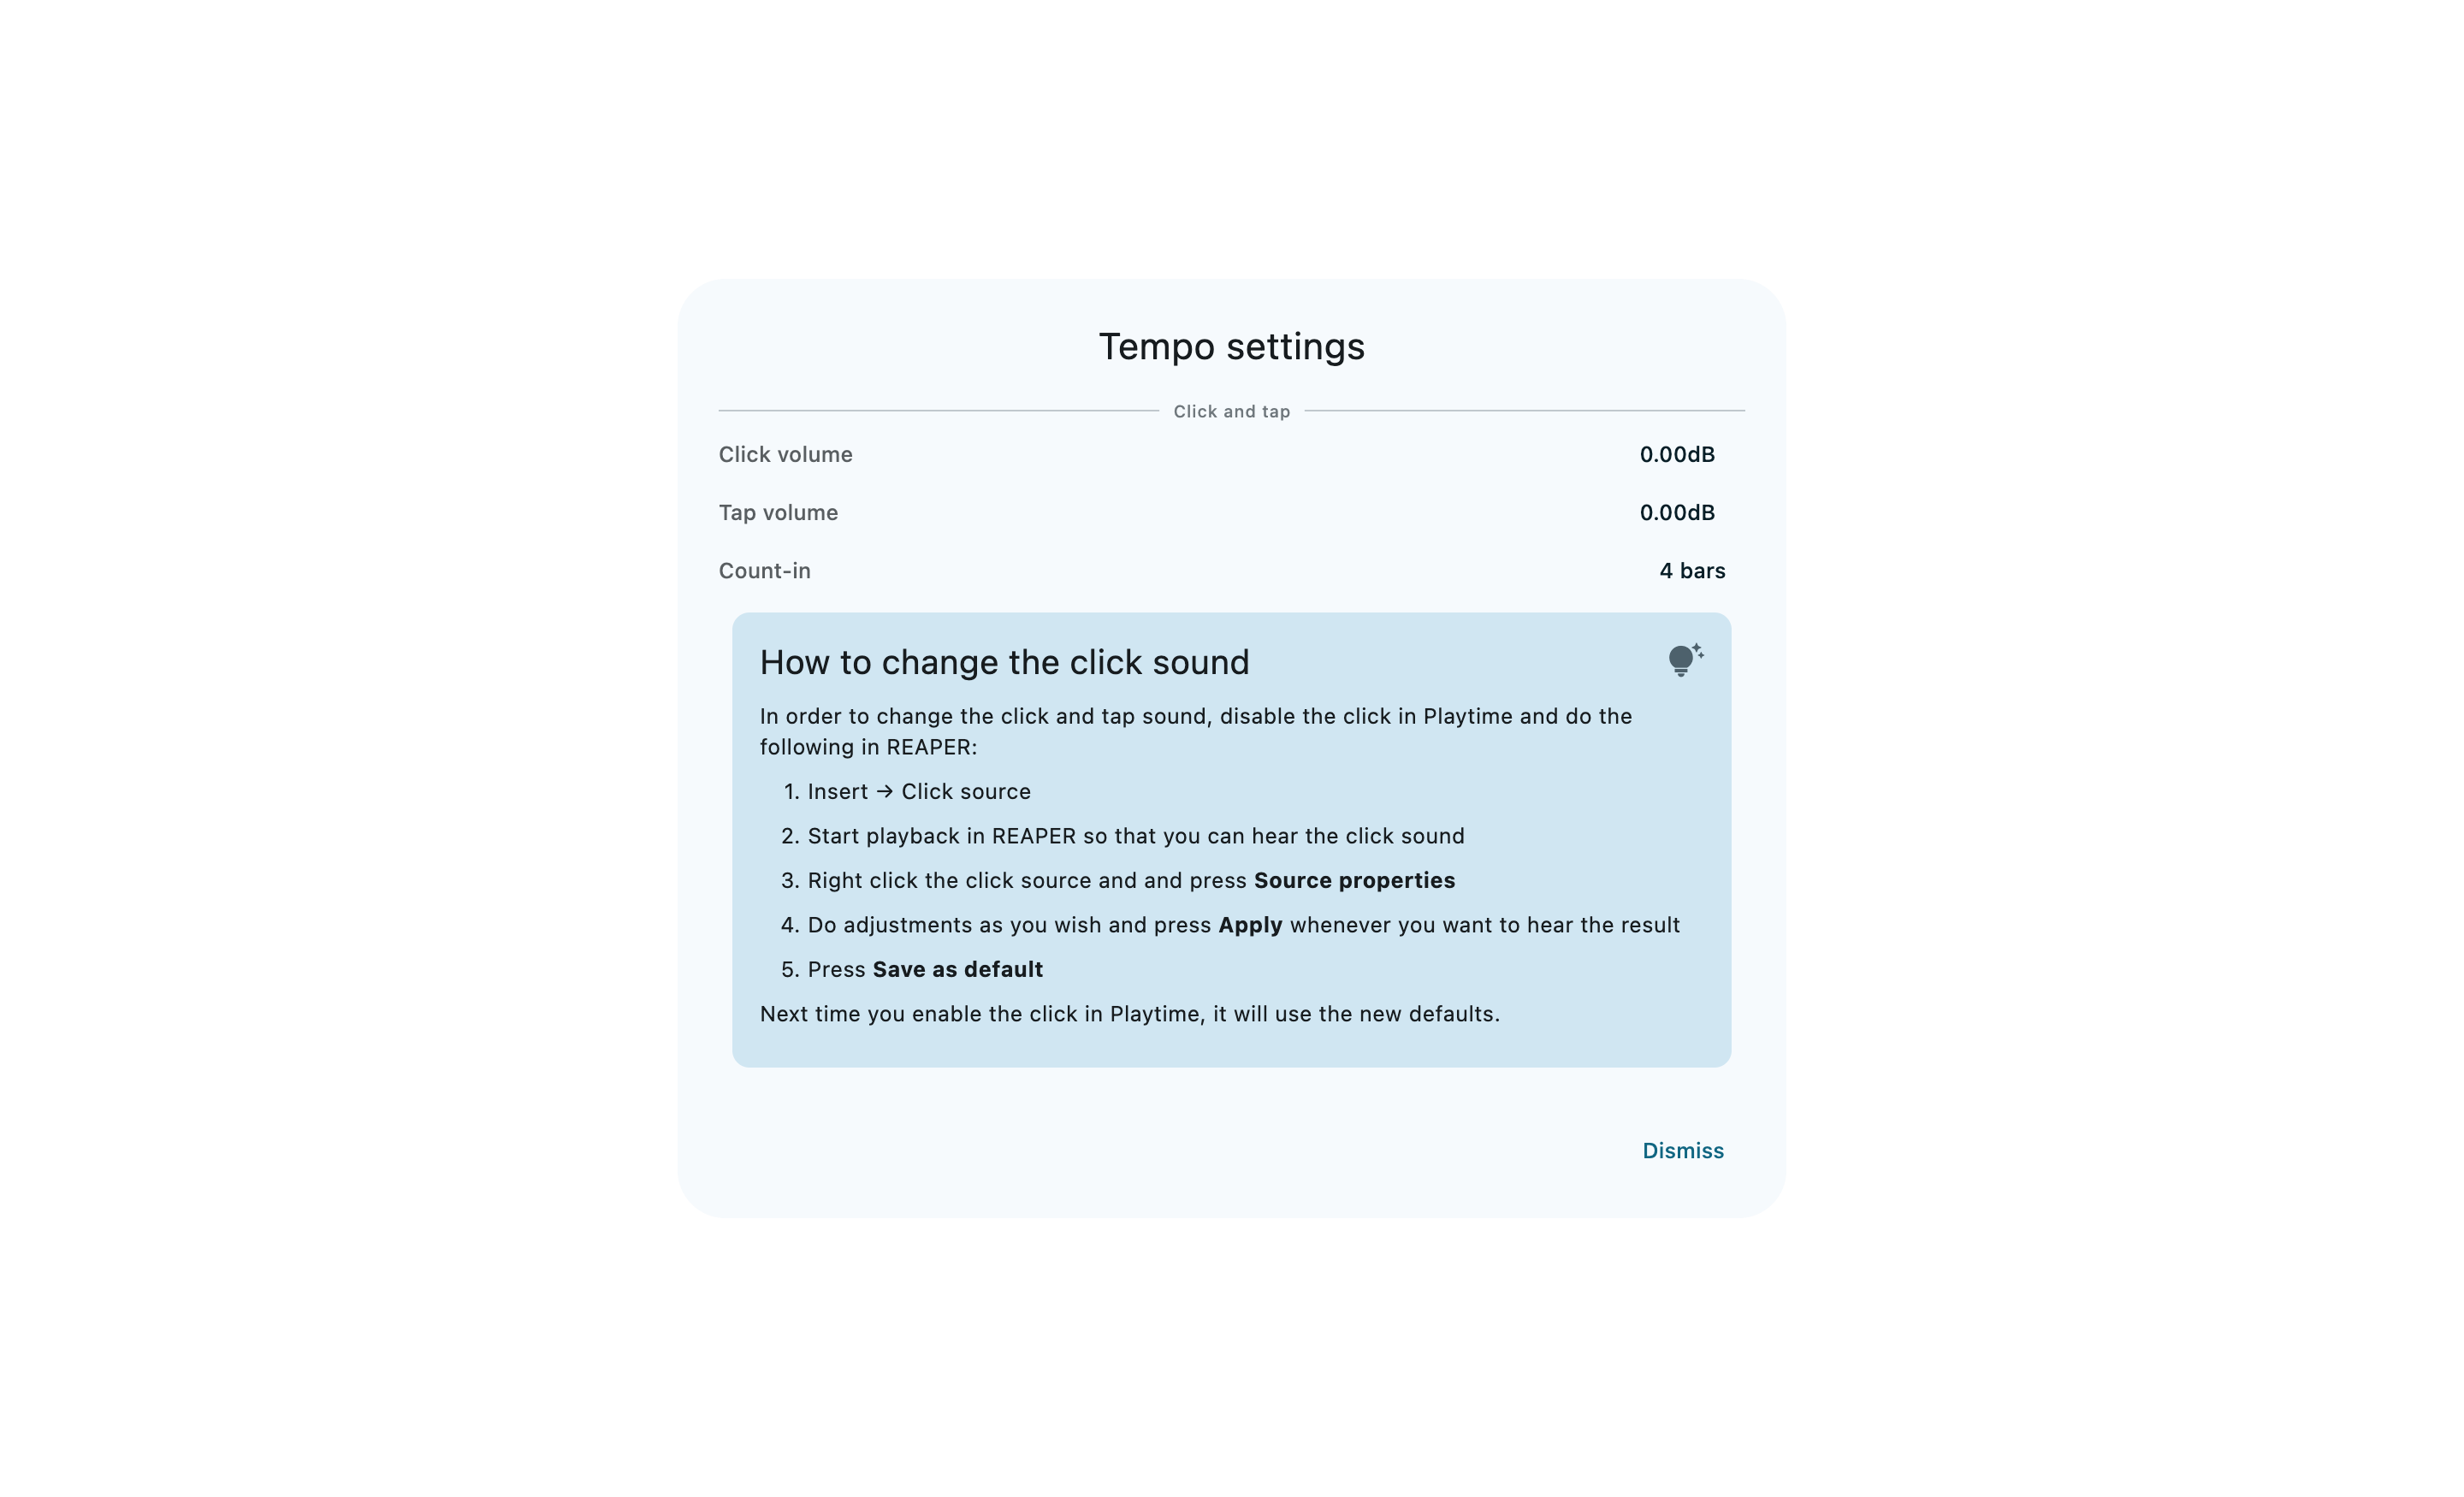 Tempo settings
Click and tap
Click volume 0.00dB
Tap volume 0.00dB
Count-in 4 bars
How to change the click sound
In order to change the click and tap sound, disable the click in Playtime and do the
following in REAPER:
1. Insert → Click source
2. Start playback in REAPER so that you can hear the click sound
3. Right click the click source and and press Source properties
4. Do adjustments as you wish and press Apply whenever you want to hear the result
5. Press Save as default
Next time you enable the click in Playtime, it will use the new defaults.
Dismiss